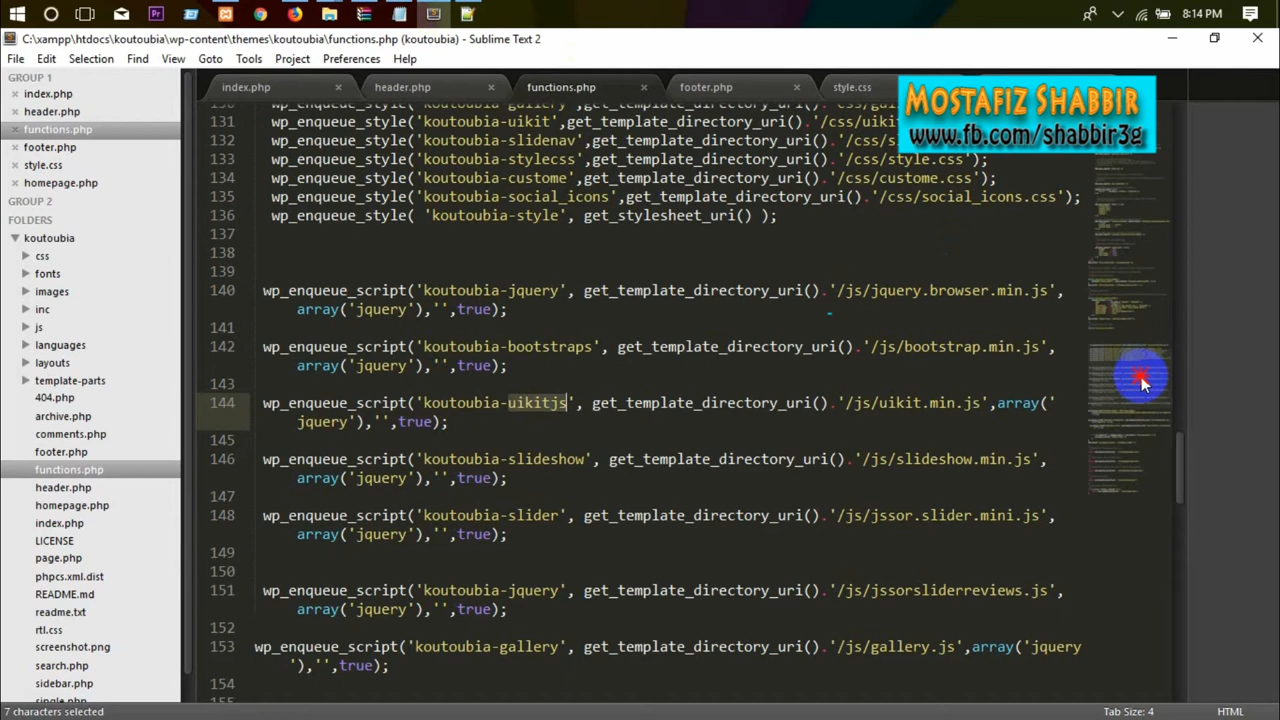 8:14 PM
C:\xampp\htdocs\koutoubia\wp-content\themes\koutoubia\functions.php (koutoubia) - Sublime Text 2
File Edit Selection Find View Goto Tools Project Preferences Help
GROUP 1
index.php
header.php
functions.php
footer.php
style.css
homepage.php
GROUP 2
FOLDERS
koutoubia
css
fonts
images
inc
js
languages
layouts
template-parts
404.php
archive.php
comments.php
footer.php
functions.php
header.php
homepage.php
index.php
LICENSE
page.php
phpcs.xml.dist
README.md
readme.txt
rtl.css
screenshot.png
search.php
sidebar.php
single.php
index.php header.php functions.php footer.php style.css
MOSTAFIZ SHABBIR
www.fb.com/shabbir3g
130 wp_enqueue_style('koutoubia-gallery',get_template_directory_uri().'/css/
131 wp_enqueue_style('koutoubia-uikit',get_template_directory_uri().'/css/uiki
132 wp_enqueue_style('koutoubia-slidenav',get_template_directory_uri().'/css/s
133 wp_enqueue_style('koutoubia-stylecss',get_template_directory_uri().'/css/style.css');
134 wp_enqueue_style('koutoubia-custome',get_template_directory_uri().'/css/custome.css');
135 wp_enqueue_style('koutoubia-social_icons',get_template_directory_uri().'/css/social_icons.css');
136 wp_enqueue_style( 'koutoubia-style', get_stylesheet_uri() );
137
138
139
140 wp_enqueue_script('koutoubia-jquery', get_template_directory_uri().'/js/jquery.browser.min.js',
array('jquery'),'',true);
141
142 wp_enqueue_script('koutoubia-bootstraps', get_template_directory_uri().'/js/bootstrap.min.js',
array('jquery'),'',true);
143
144 wp_enqueue_script('koutoubia-uikitjs', get_template_directory_uri().'/js/uikit.min.js',array('
jquery'),'',true);
145
146 wp_enqueue_script('koutoubia-slideshow', get_template_directory_uri().'/js/slideshow.min.js',
array('jquery'),'',true);
147
148 wp_enqueue_script('koutoubia-slider', get_template_directory_uri().'/js/jssor.slider.mini.js',
array('jquery'),'',true);
149
150
151 wp_enqueue_script('koutoubia-jquery', get_template_directory_uri().'/js/jssorsliderreviews.js',
array('jquery'),'',true);
152
153 wp_enqueue_script('koutoubia-gallery', get_template_directory_uri().'/js/gallery.js',array('jquery
'),'',true);
154
155
7 characters selected
Tab Size: 4
HTML